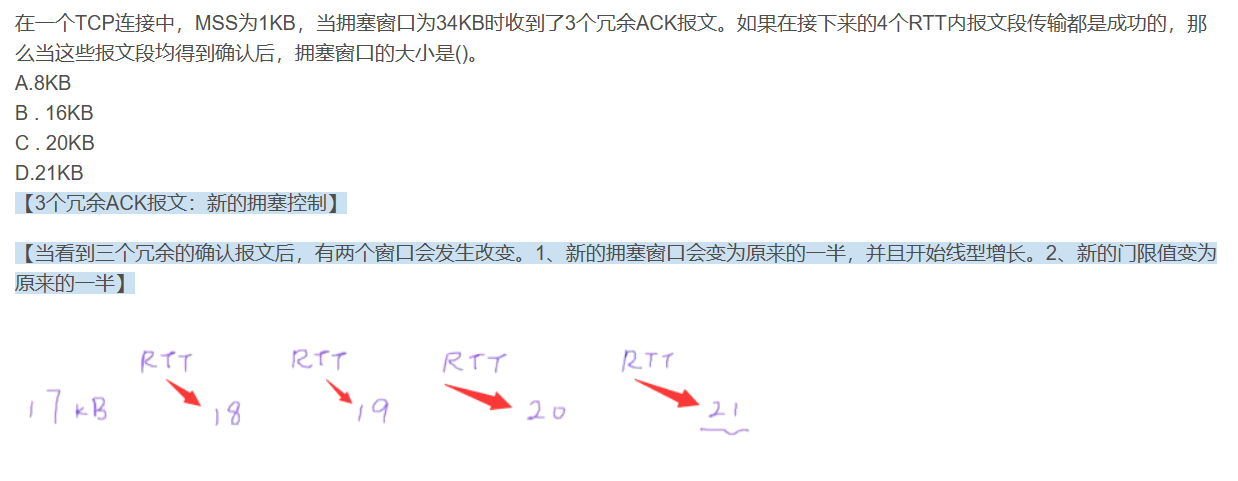 在一个TCP连接中，MSS为1KB，当拥塞窗口为34KB时收到了3个冗余ACK报文。如果在接下来的4个RTT内报文段传输都是成功的，那
么当这些报文段均得到确认后，拥塞窗口的大小是()。
A.8KB
B . 16KB
C . 20KB
D.21KB
【3个冗余ACK报文：新的拥塞控制】
【当看到三个冗余的确认报文后，有两个窗口会发生改变。1、新的拥塞窗口会变为原来的一半，并且开始线型增长。2、新的门限值变为
原来的一半】
RTT RTT RTT RTT
17KB 18 19 20 21